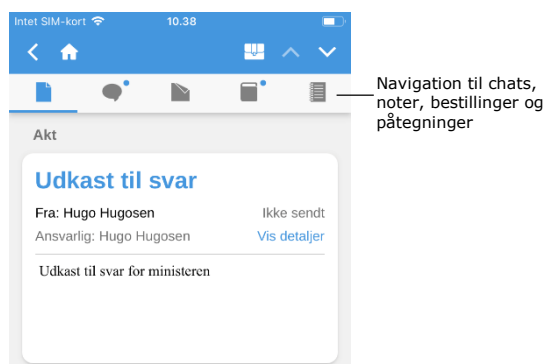 Intet SIM-kort 10.38
Navigation til chats,
noter, bestillinger og
påtegninger
Akt
Udkast til svar
Fra: Hugo Hugosen Ikke sendt
Ansvarlig: Hugo Hugosen Vis detaljer
Udkast til svar for ministeren